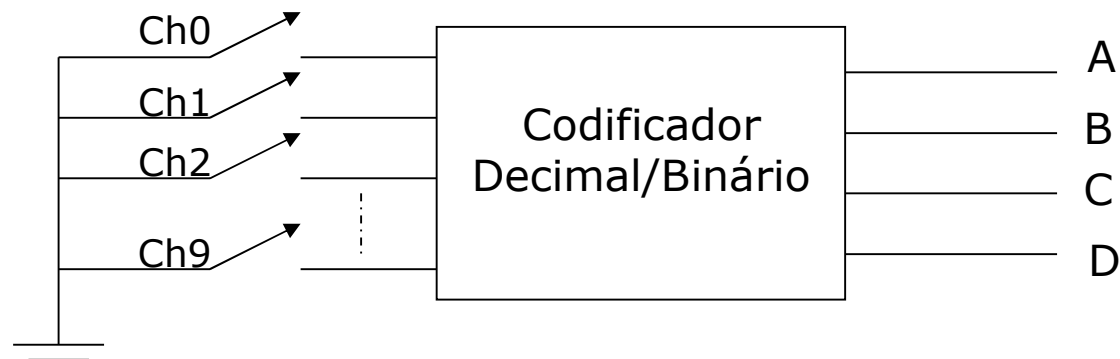 Ch0
Ch1
Ch2
Ch9
Codificador
Decimal/Binário
A
B
C
D